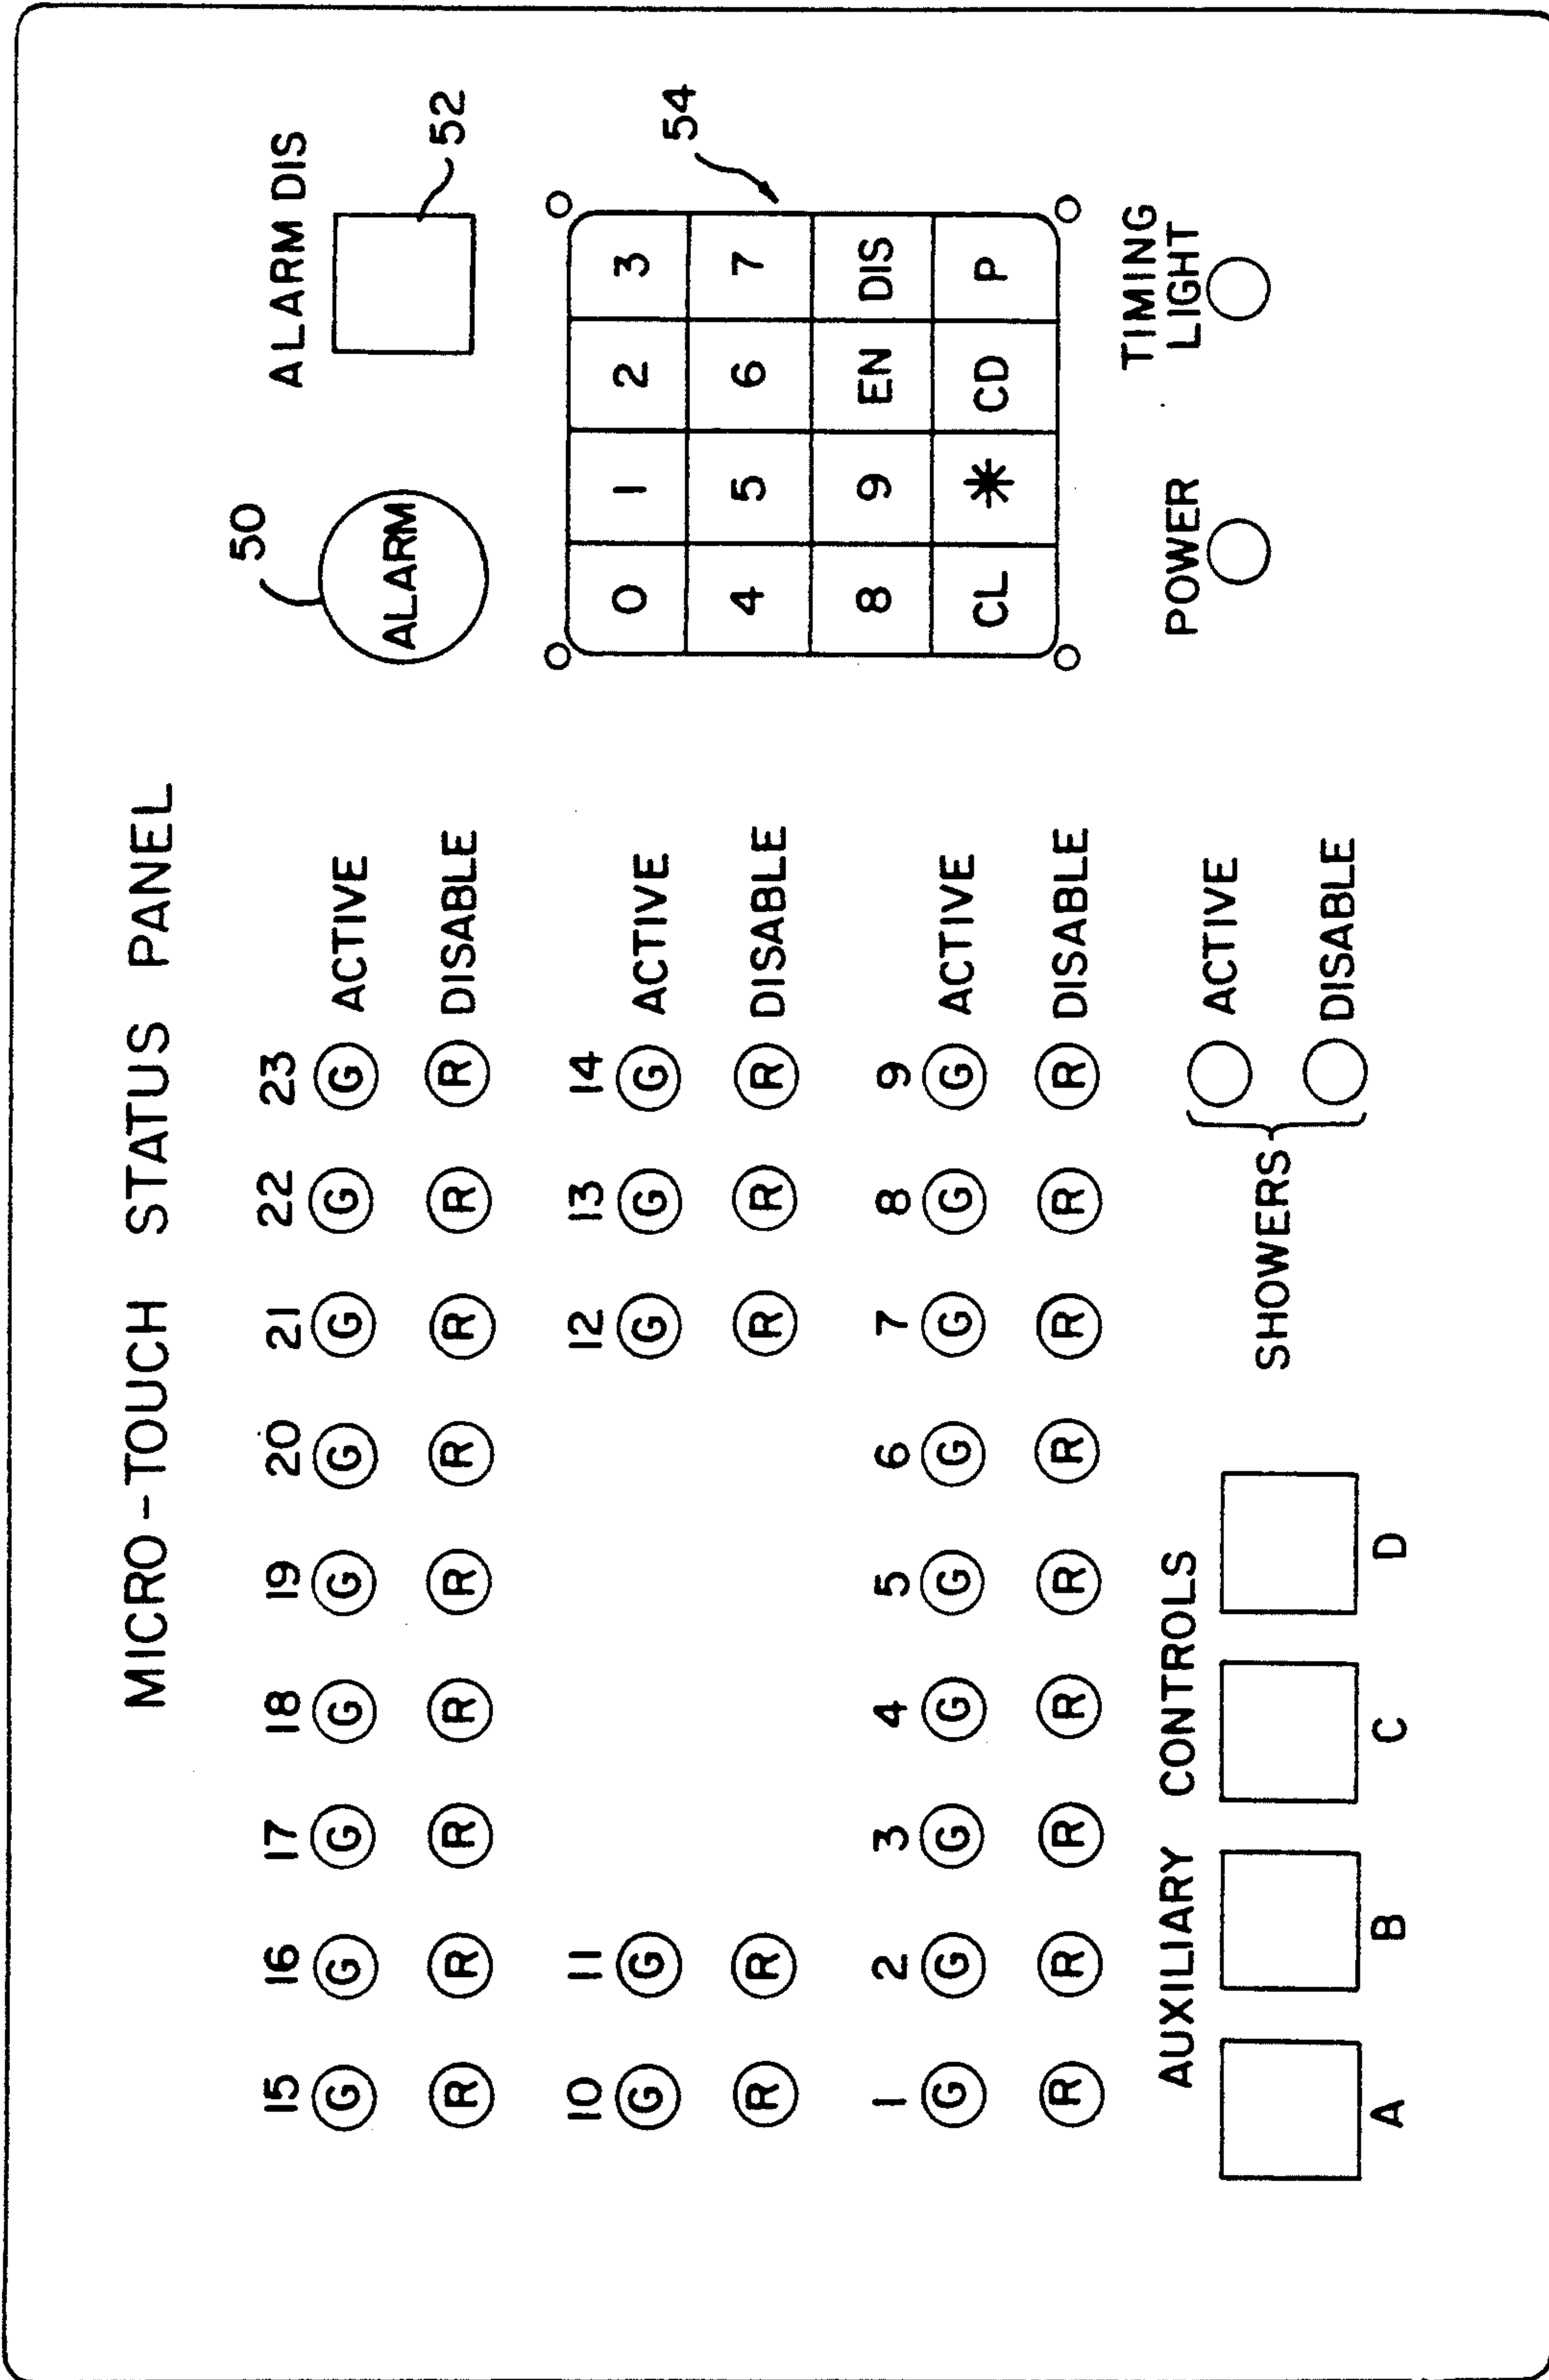 MICRO-TOUCH STATUS PANEL
15 16 17 18 19 20 21 22 23
G G G G G G G G G ACTIVE
R R R R R R R R R DISABLE
10 11 12 13 14
G G G G G ACTIVE
R R R R R DISABLE
1 2 3 4 5 6 7 8 9
G G G G G G G G G ACTIVE
R R R R R R R R R DISABLE
AUXILIARY CONTROLS
A B C D
SHOWERS
ACTIVE
DISABLE
50
ALARM
ALARM DIS
52
54
0 1 2 3
4 5 6 7
8 9 EN DIS
CL * CD P
POWER
TIMING
LIGHT